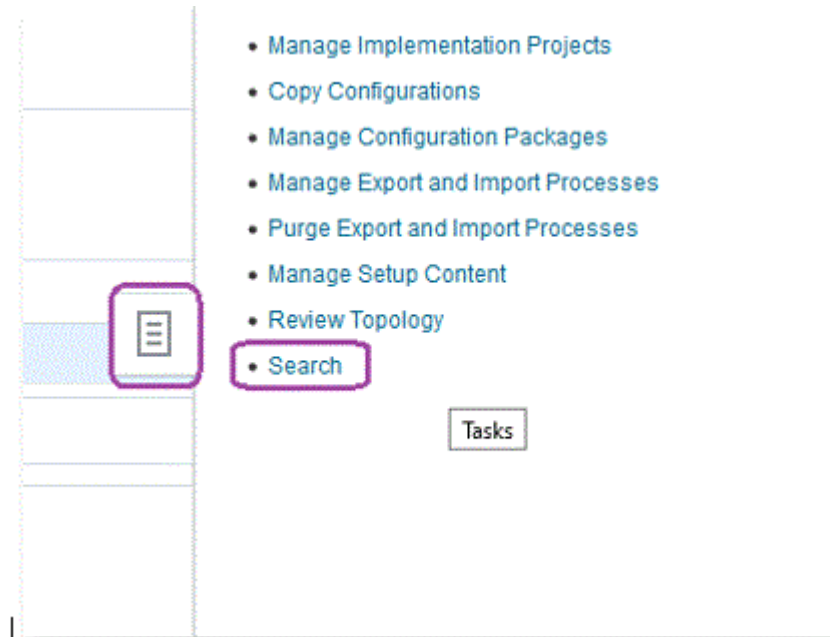 • Manage Implementation Projects
• Copy Configurations
• Manage Configuration Packages
• Manage Export and Import Processes
• Purge Export and Import Processes
• Manage Setup Content
• Review Topology
• Search
Tasks